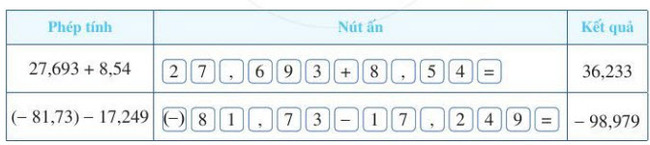 Phép tính Nút ấn Kết quả
27,693 + 8,54 2 7 , 6 9 3 + 8 , 5 4 = 36,233
(− 81,73) − 17,249 (−) 8 1 , 7 3 − 1 7 , 2 4 9 = − 98,979